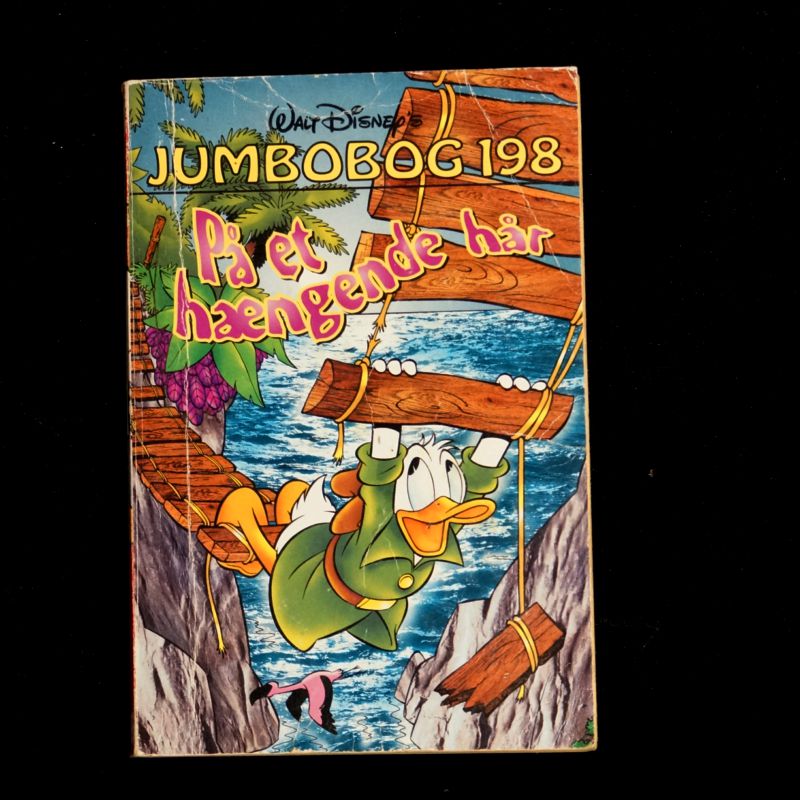 WALT DISNEY'S
JUMBOBOG 198
På et
hængende hår